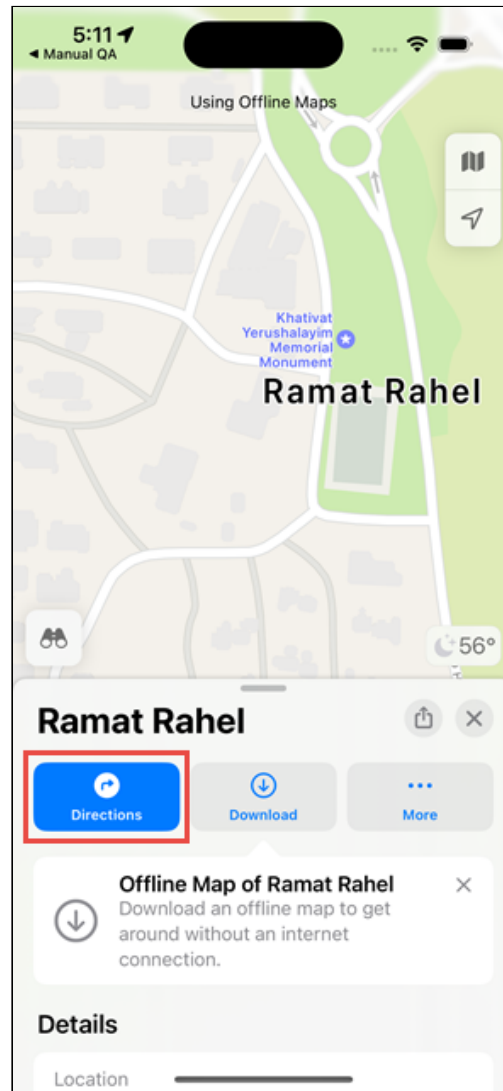 5:11
◀ Manual QA
Using Offline Maps
Khativat
Yerushalayim
Memorial
Monument
Ramat Rahel
56°
Ramat Rahel
Directions
Download
More
Offline Map of Ramat Rahel
Download an offline map to get
around without an internet
connection.
Details
Location